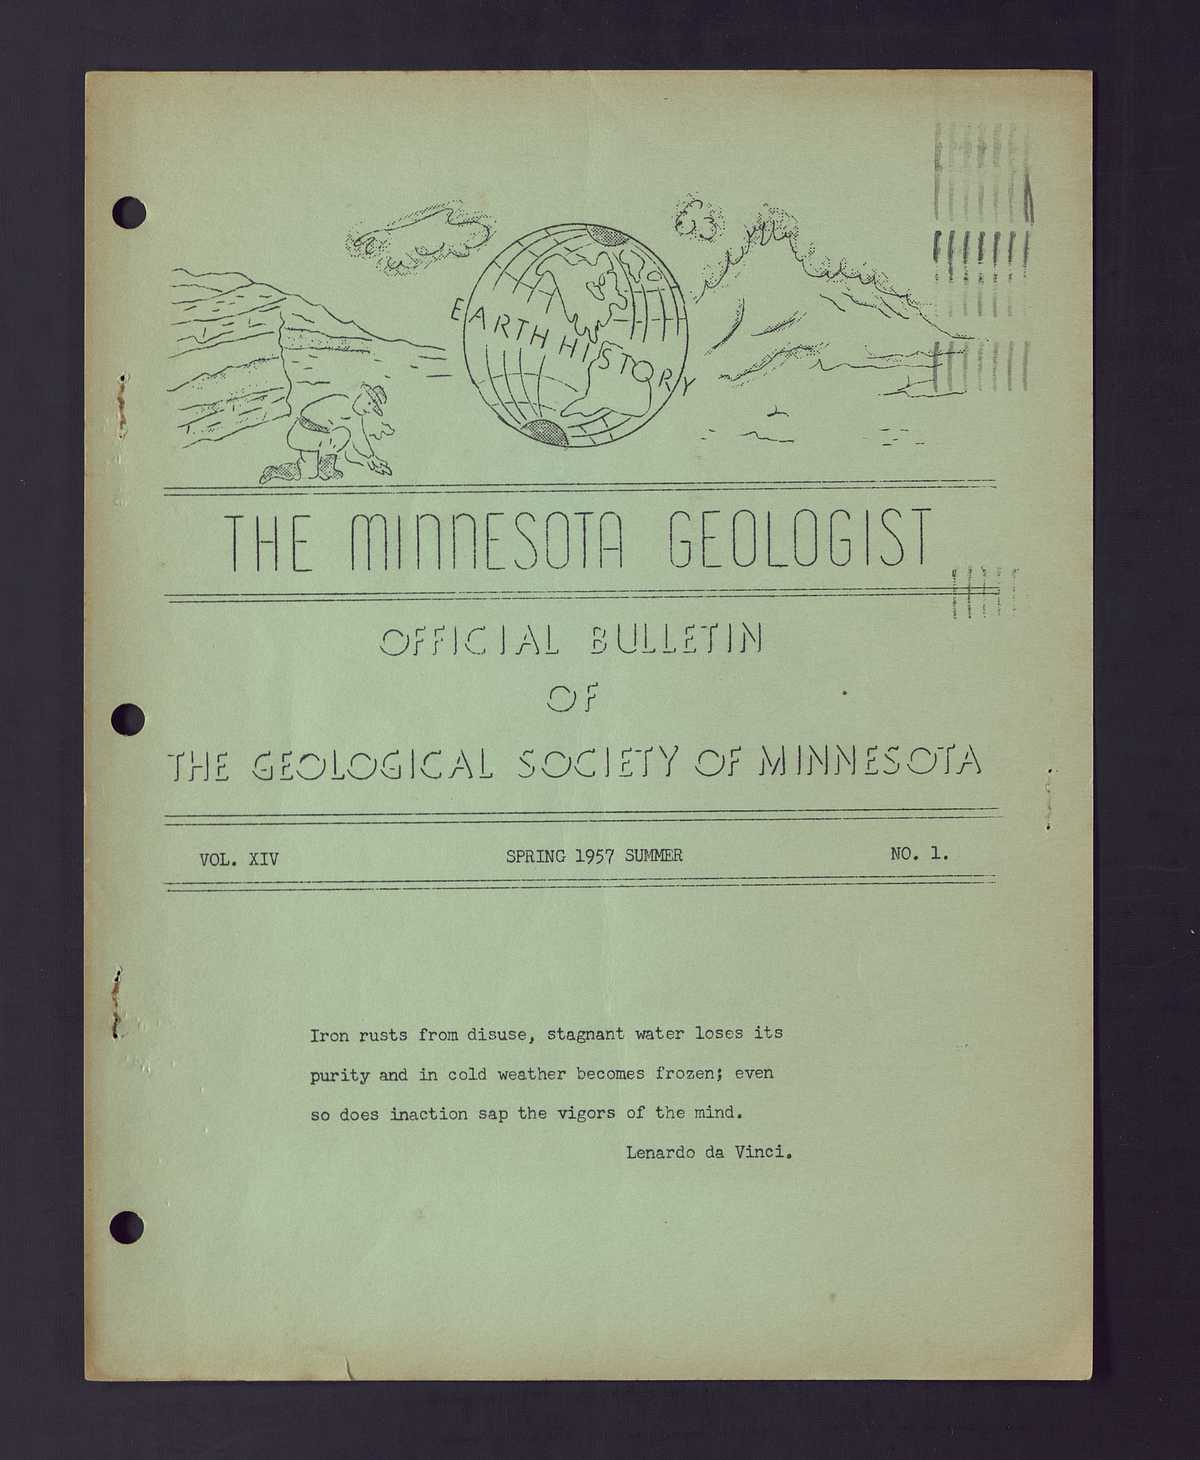 EARTH HISTORY
THE MINNESOTA GEOLOGIST
OFFICIAL BULLETIN
OF
THE GEOLOGICAL SOCIETY OF MINNESOTA
VOL. XIV SPRING 1957 SUMMER NO. 1.
Iron rusts from disuse, stagnant water loses its
purity and in cold weather becomes frozen; even
so does inaction sap the vigors of the mind.
Lenardo da Vinci.